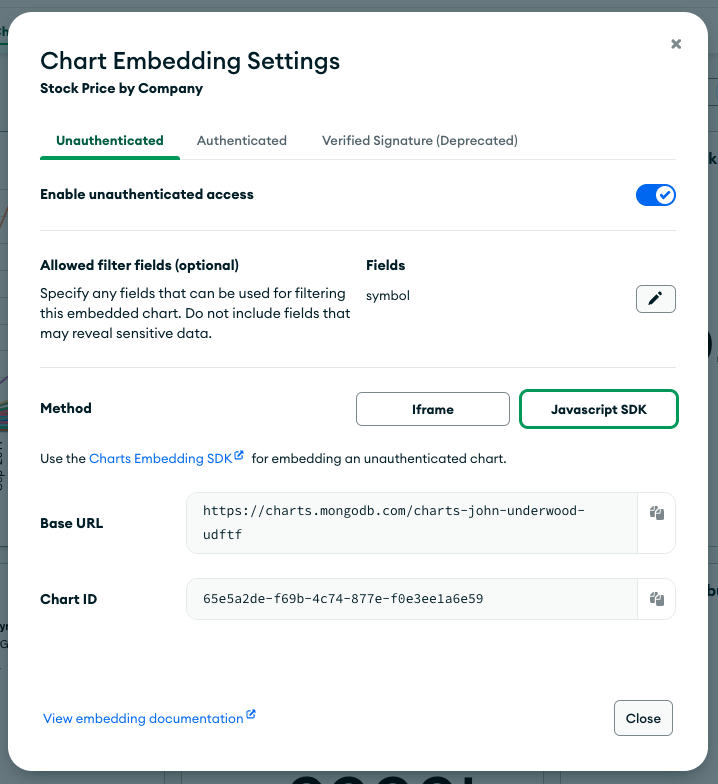 Chart Embedding Settings
Stock Price by Company
Unauthenticated Authenticated Verified Signature (Deprecated)
Enable unauthenticated access
Allowed filter fields (optional)
Fields
Specify any fields that can be used for filtering
this embedded chart. Do not include fields that
may reveal sensitive data.
symbol
Method
Iframe
Javascript SDK
Use the Charts Embedding SDK for embedding an unauthenticated chart.
Base URL
https://charts.mongodb.com/charts-john-underwood-
udftf
Chart ID
65e5a2de-f69b-4c74-877e-f0e3ee1a6e59
View embedding documentation
Close